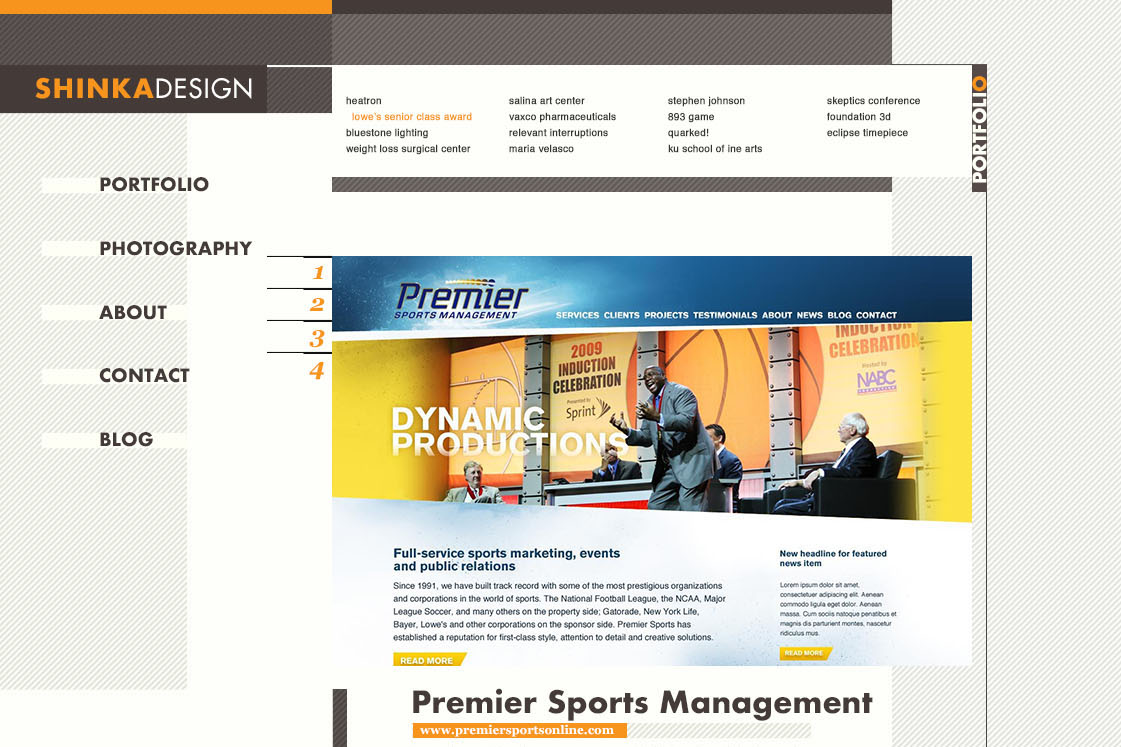 SHINKADESIGN
heatron
lowe's senior class award
bluestone lighting
weight loss surgical center
salina art center
vaxco pharmaceuticals
relevant interruptions
maria velasco
stephen johnson
893 game
quarked!
ku school of ine arts
skeptics conference
foundation 3d
eclipse timepiece
PORTFOLIO
PORTFOLIO
PHOTOGRAPHY
ABOUT
CONTACT
BLOG
1
2
3
4
Premier
SPORTS MANAGEMENT
SERVICES CLIENTS PROJECTS TESTIMONIALS ABOUT NEWS BLOG CONTACT
2009
INDUCTION
CELEBRATION
Presented by
Sprint
INDUCTION
CELEBRATION
Hosted by
NABC
DYNAMIC
PRODUCTIONS
Full-service sports marketing, events
and public relations
Since 1991, we have built track record with some of the most prestigious organizations
and corporations in the world of sports. The National Football League, the NCAA, Major
League Soccer, and many others on the property side; Gatorade, New York Life,
Bayer, Lowe's and other corporations on the sponsor side. Premier Sports has
established a reputation for first-class style, attention to detail and creative solutions.
READ MORE
New headline for featured
news item
Lorem ipsum dolor sit amet,
consectetuer adipiscing elit. Aenean
commodo ligula eget dolor. Aenean
massa. Cum sociis natoque penatibus et
magnis dis parturient montes, nascetur
ridiculus mus.
READ MORE
Premier Sports Management
www.premiersportsonline.com